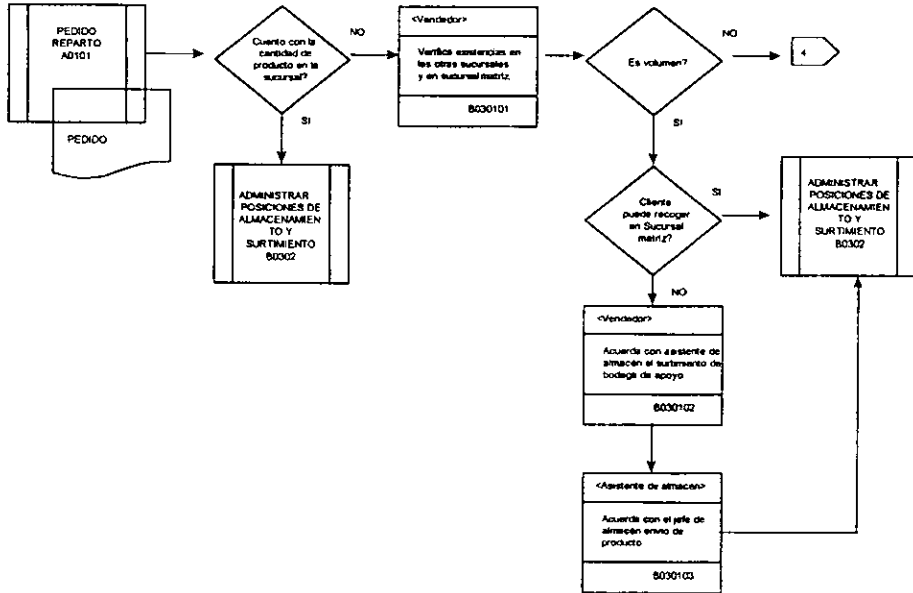 PEDIDO
REPARTO
A0101
PEDIDO
Cuento con la
cantidad de
producto en la
sucursal?
NO
SI
ADMINISTRAR
POSICIONES DE
ALMACENAMIEN
TO Y
SURTIMIENTO
B0302
<Vendedor>
Verifica existencias en
las otras sucursales
y en sucursal matriz.
B030101
Es volumen?
NO
4
SI
Cliente
puede recoger
en Sucursal
matriz?
SI
ADMINISTRAR
POSICIONES DE
ALMACENAMIEN
TO Y
SURTIMIENTO
B0302
NO
<Vendedor>
Acuerda con asistente de
almacén el surtimiento de
bodega de apoyo
B030102
<Asistente de almacén>
Acuerda con el jefe de
almacén envio de
producto
B030103